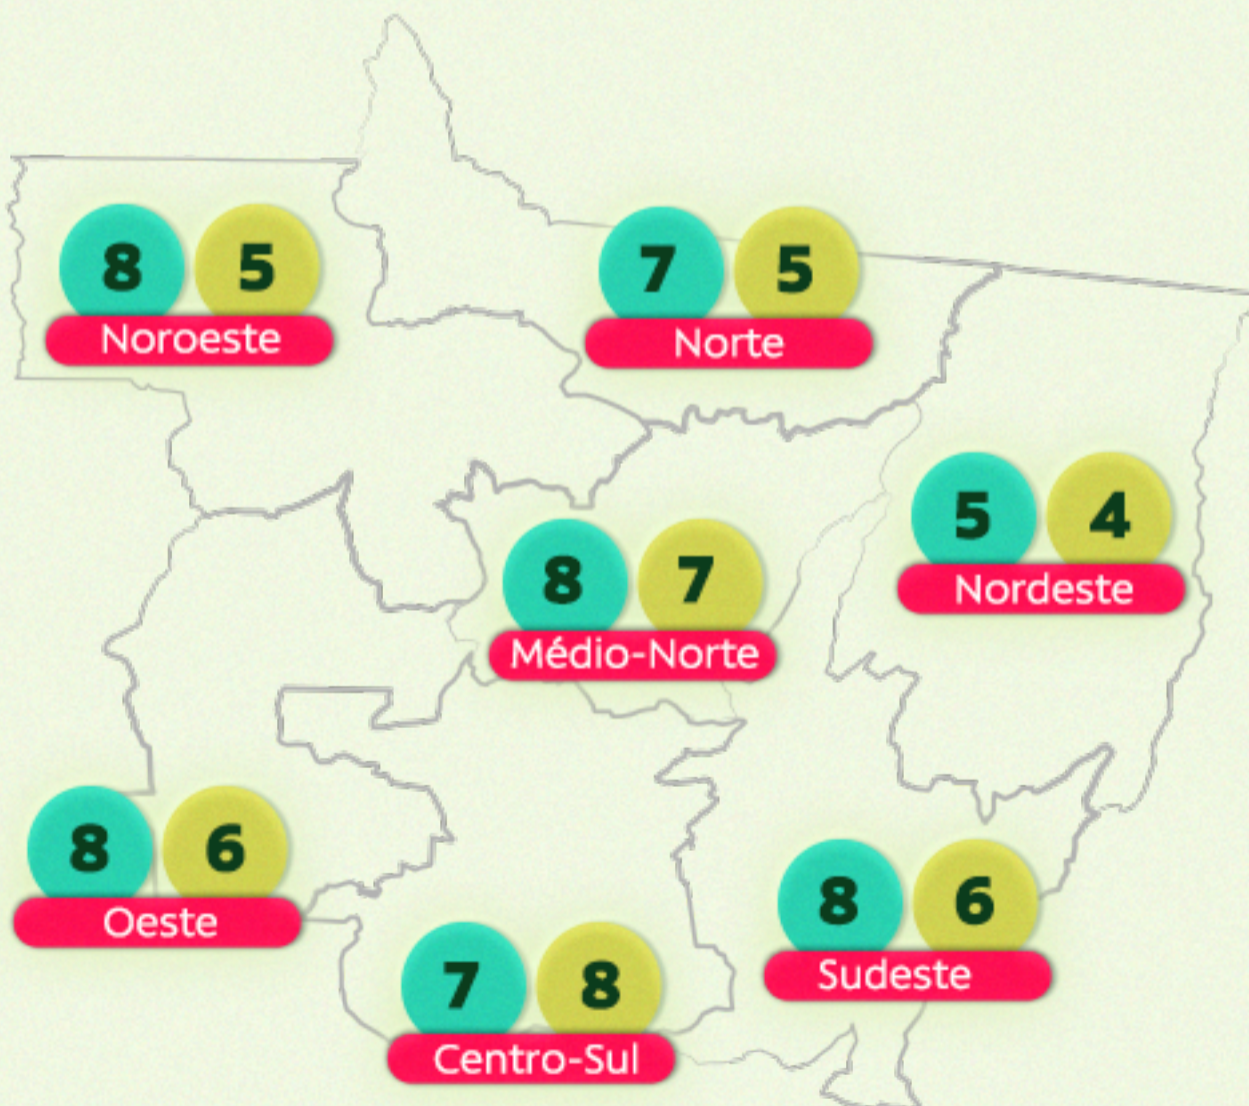 8 5
Noroeste
7 5
Norte
5 4
Nordeste
8 7
Médio-Norte
8 6
Oeste
8 6
Sudeste
7 8
Centro-Sul